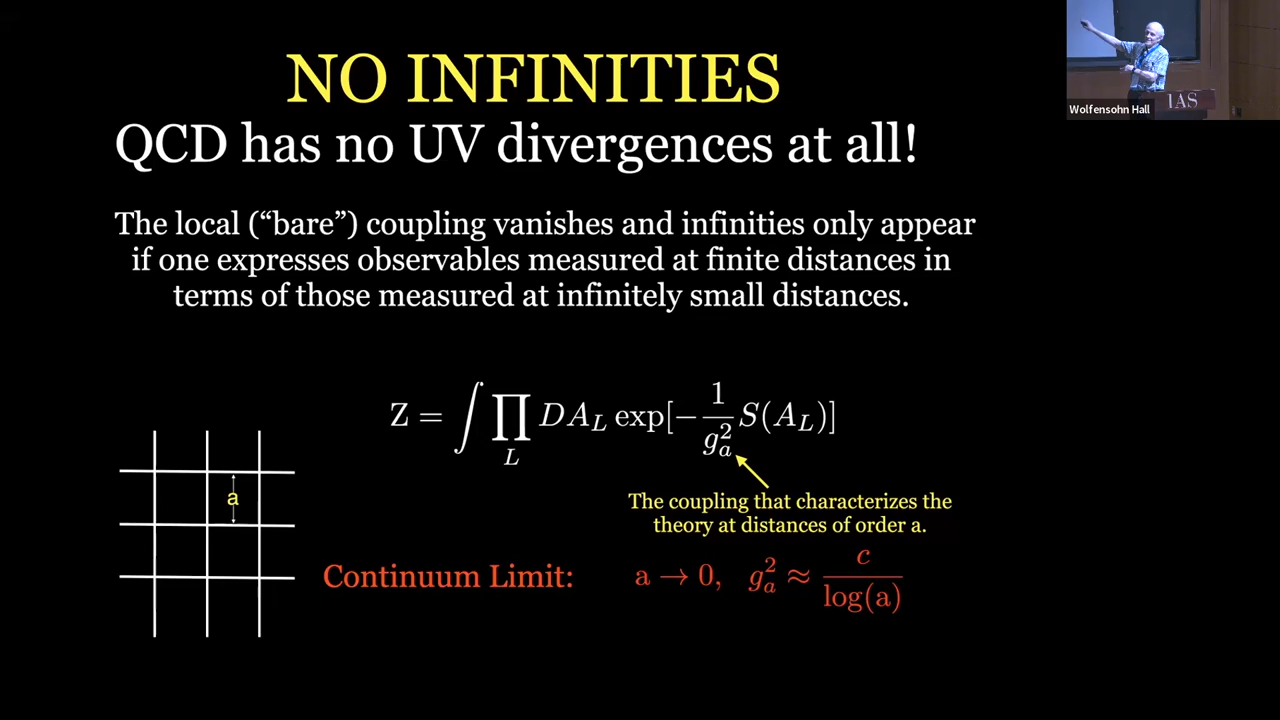 NO INFINITIES
QCD has no UV divergences at all!
The local (“bare”) coupling vanishes and infinities only appear
if one expresses observables measured at finite distances in
terms of those measured at infinitely small distances.
Z = ∫ ∏_L DA_L exp[−\frac{1}{g_a^2} S(A_L)]
a
The coupling that characterizes the
theory at distances of order a.
Continuum Limit: a → 0, g_a^2 ≈ \frac{c}{log(a)}
Wolfensohn Hall
IAS